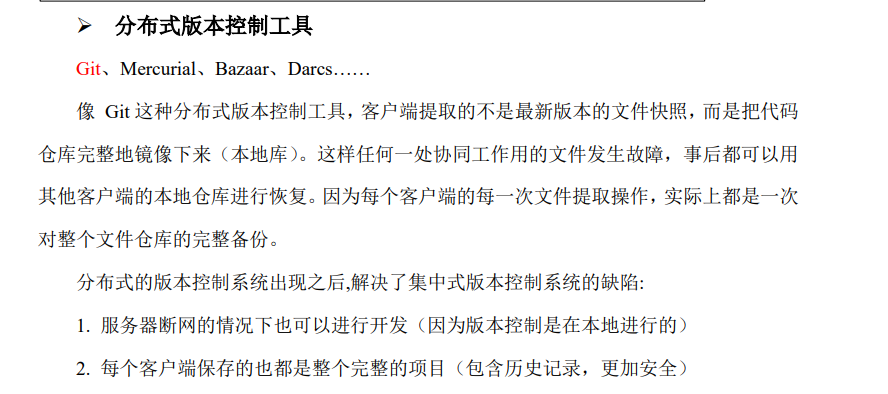 ➢ 分布式版本控制工具
Git、Mercurial、Bazaar、Darcs……
像 Git 这种分布式版本控制工具，客户端提取的不是最新版本的文件快照，而是把代码
仓库完整地镜像下来（本地库）。这样任何一处协同工作用的文件发生故障，事后都可以用
其他客户端的本地仓库进行恢复。因为每个客户端的每一次文件提取操作，实际上都是一次
对整个文件仓库的完整备份。
分布式的版本控制系统出现之后,解决了集中式版本控制系统的缺陷:
1. 服务器断网的情况下也可以进行开发（因为版本控制是在本地进行的）
2. 每个客户端保存的也都是整个完整的项目（包含历史记录，更加安全）